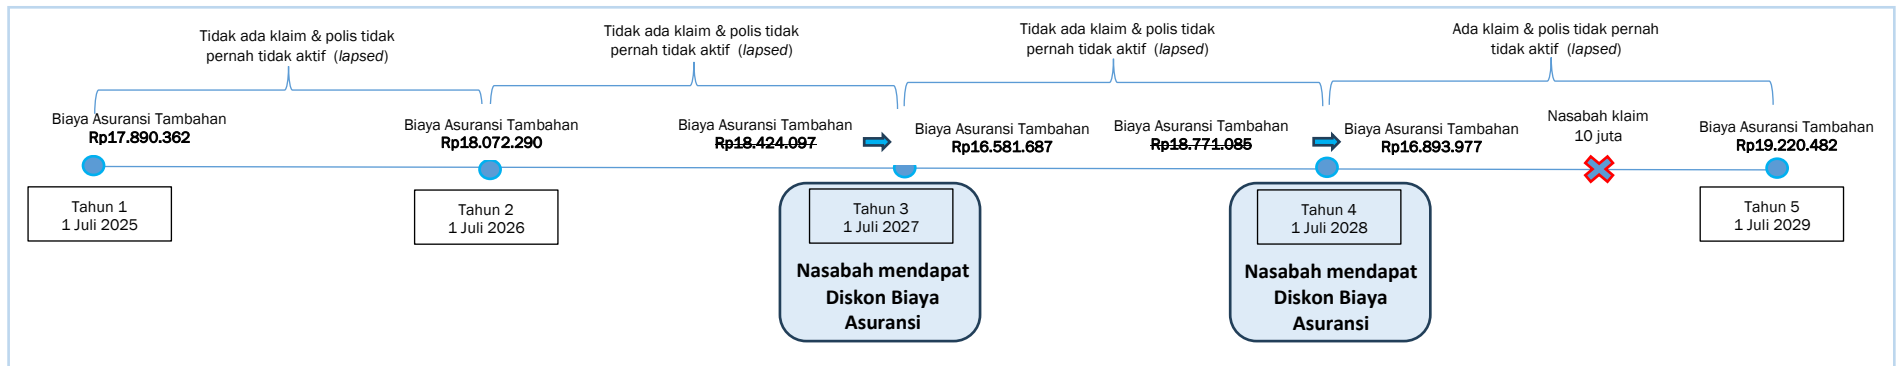 Tidak ada klaim & polis tidak
pernah tidak aktif (lapsed)
Tidak ada klaim & polis tidak
pernah tidak aktif (lapsed)
Tidak ada klaim & polis tidak
pernah tidak aktif (lapsed)
Ada klaim & polis tidak pernah
tidak aktif (lapsed)
Biaya Asuransi Tambahan
Rp17.890.362
Biaya Asuransi Tambahan
Rp18.072.290
Biaya Asuransi Tambahan
Rp18.424.097
Biaya Asuransi Tambahan
Rp16.581.687
Biaya Asuransi Tambahan
Rp18.771.085
Biaya Asuransi Tambahan
Rp16.893.977
Nasabah klaim
10 juta
Biaya Asuransi Tambahan
Rp19.220.482
Tahun 1
1 Juli 2025
Tahun 2
1 Juli 2026
Tahun 3
1 Juli 2027
Nasabah mendapat
Diskon Biaya
Asuransi
Tahun 4
1 Juli 2028
Nasabah mendapat
Diskon Biaya
Asuransi
Tahun 5
1 Juli 2029